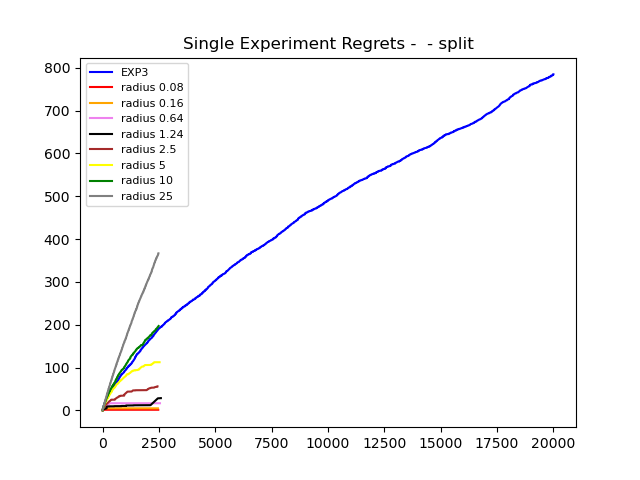 Single Experiment Regrets -  - split
800
700
600
500
400
300
200
100
0
EXP3
radius 0.08
radius 0.16
radius 0.64
radius 1.24
radius 2.5
radius 5
radius 10
radius 25
0 2500 5000 7500 10000 12500 15000 17500 20000